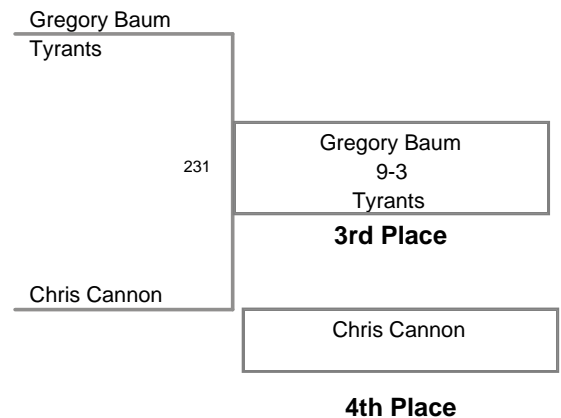 Gregory Baum
Tyrants
231
Gregory Baum
9-3
Tyrants
3rd Place
Chris Cannon
Chris Cannon
4th Place